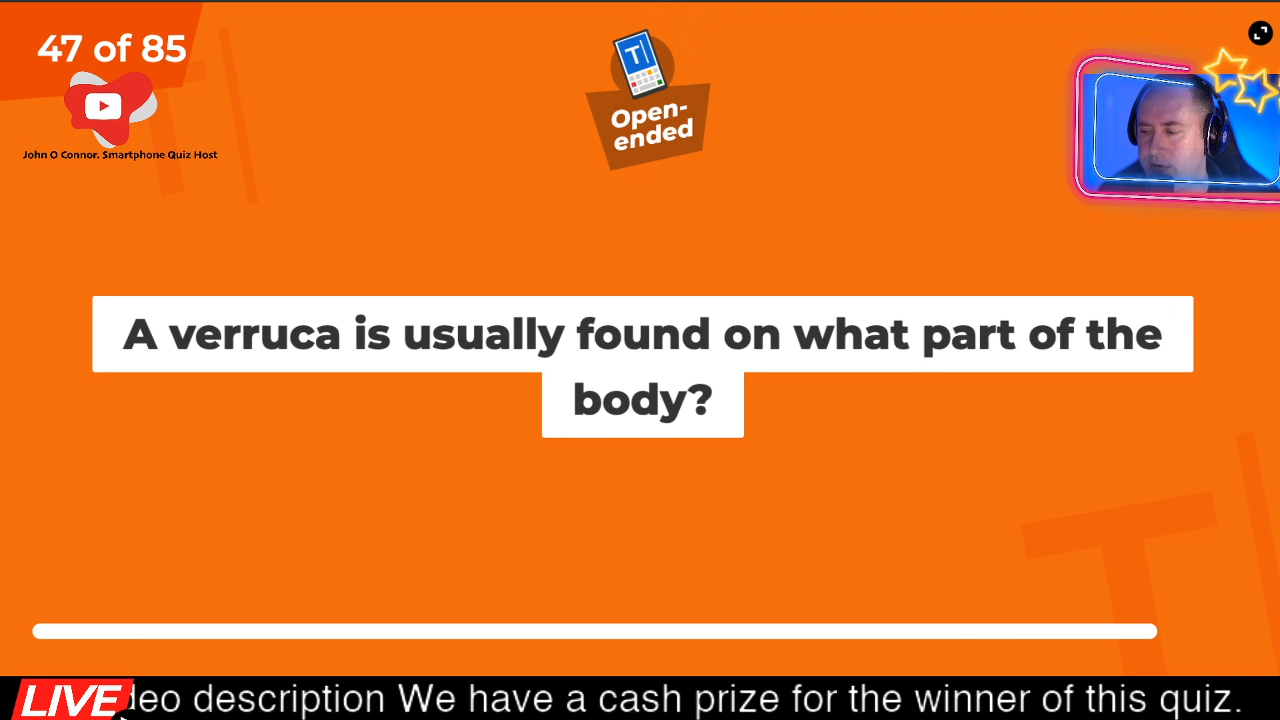 47 of 85
John O Connor. Smartphone Quiz Host
T
Open-
ended
A verruca is usually found on what part of the
body?
LIVE
deo description We have a cash prize for the winner of this quiz.